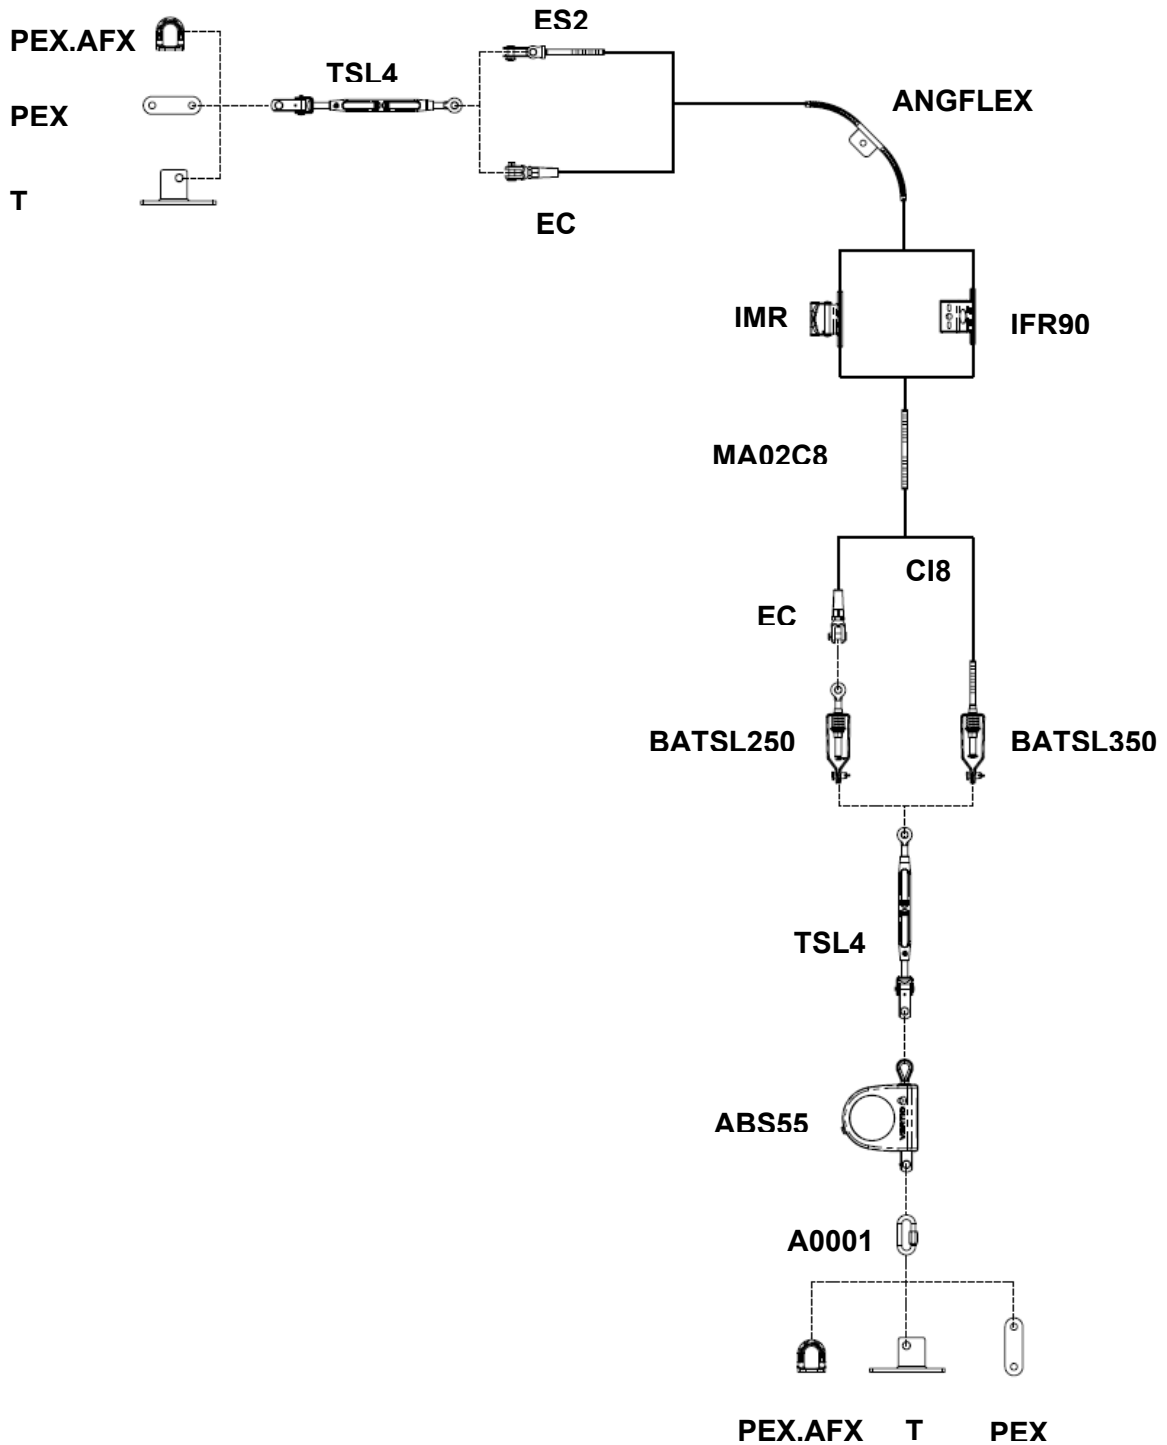 ES2
PEX.AFX
TSL4
ANGFLEX
PEX
T
EC
IMR
IFR90
MA02C8
CI8
EC
BATSL250
BATSL350
TSL4
ABS55
VERTIC
A0001
PEX.AFX
T
PEX